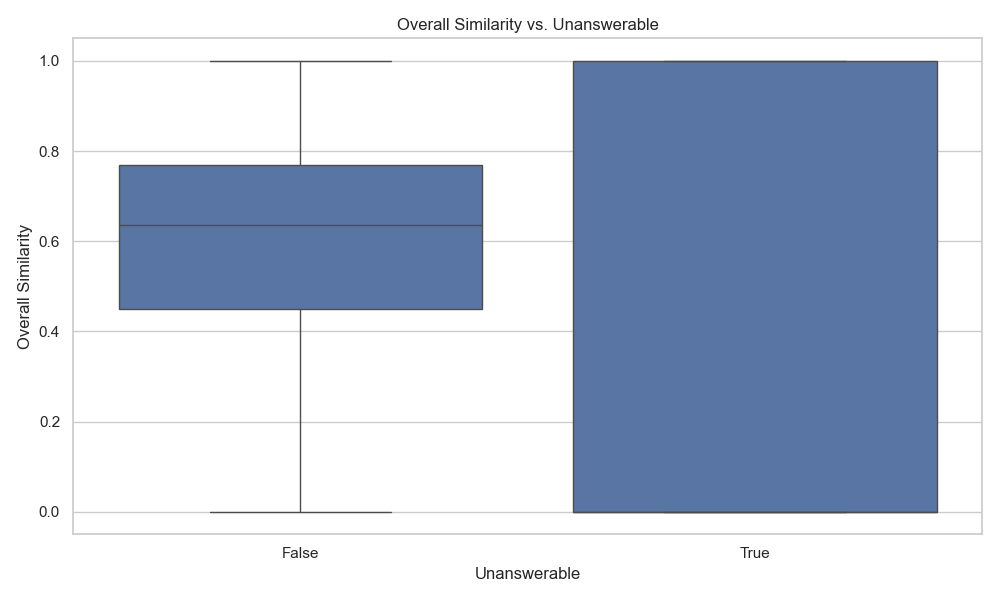 Overall Similarity vs. Unanswerable
Overall Similarity
1.0
0.8
0.6
0.4
0.2
0.0
False
True
Unanswerable